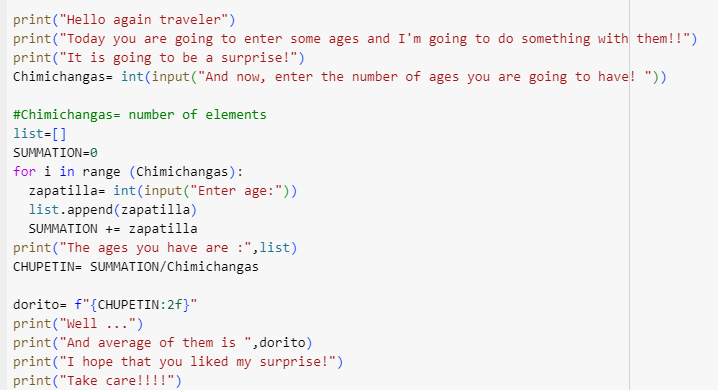 print("Hello again traveler")
print("Today you are going to enter some ages and I'm going to do something with them!!")
print("It is going to be a surprise!")
Chimichangas= int(input("And now, enter the number of ages you are going to have! "))

#Chimichangas= number of elements
list=[]
SUMMATION=0
for i in range (Chimichangas):
  zapatilla= int(input("Enter age:"))
  list.append(zapatilla)
  SUMMATION += zapatilla
print("The ages you have are :",list)
CHUPETIN= SUMMATION/Chimichangas

dorito= f"{CHUPETIN:2f}"
print("Well ...")
print("And average of them is ",dorito)
print("I hope that you liked my surprise!")
print("Take care!!!!")